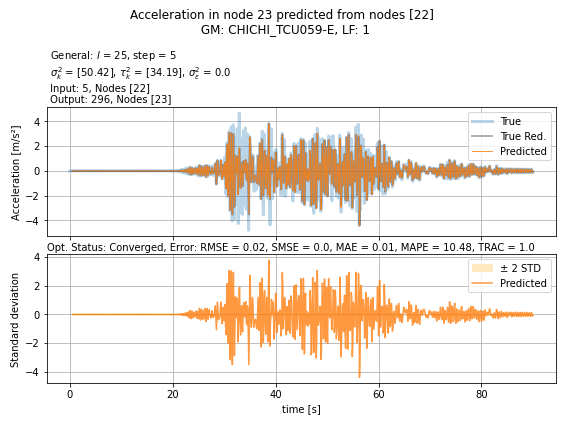 Acceleration in node 23 predicted from nodes [22]
GM: CHICHI_TCU059-E, LF: 1
General: l = 25, step = 5
σ²ₖ = [50.42], τ²ₖ = [34.19], σ²ε = 0.0
Input: 5, Nodes [22]
Output: 296, Nodes [23]
True
True Red.
Predicted
Acceleration [m/s²]
4
2
0
−2
−4
Opt. Status: Converged, Error: RMSE = 0.02, SMSE = 0.0, MAE = 0.01, MAPE = 10.48, TRAC = 1.0
± 2 STD
Predicted
Standard deviation
4
2
0
−2
−4
0 20 40 60 80
time [s]